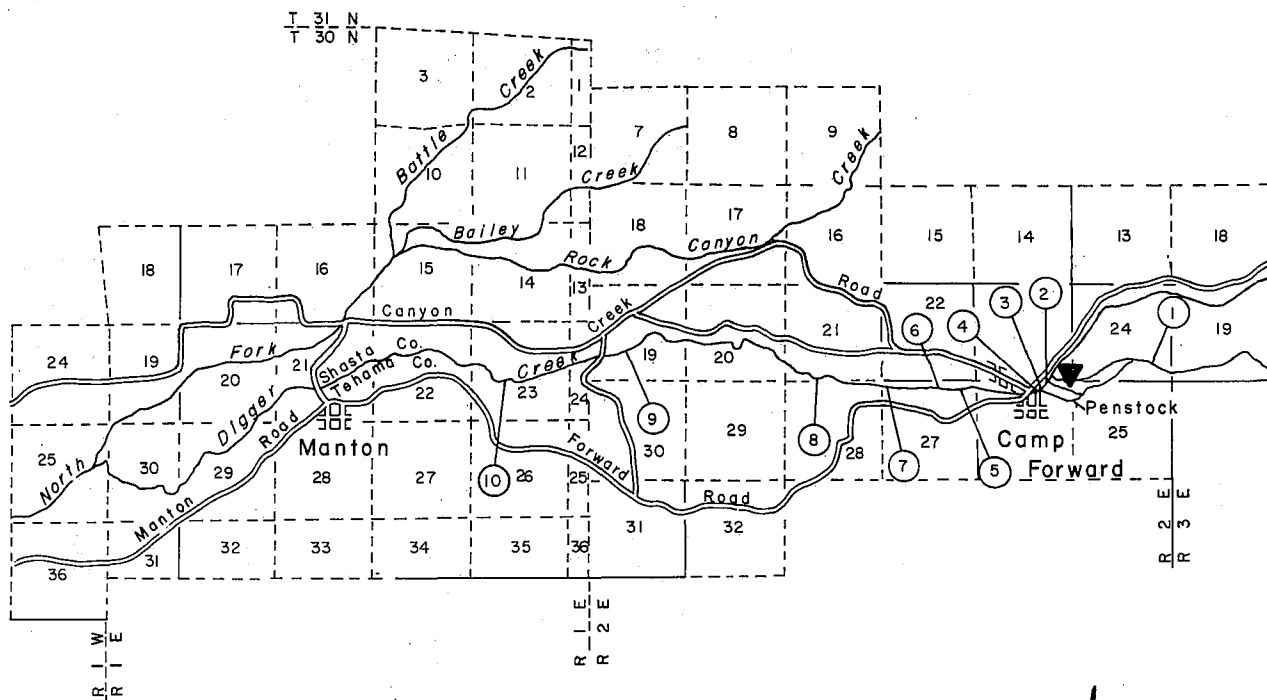 T 31 N
T 30 N
3
2
1
Battle Creek
10
11
12
7
8
9
Creek
Bailey Creek
18
17
16
15
14
13
18
17
16
15
14
13
18
Rock Canyon
Road
Canyon
Creek
24
19
Fork
20
21
Shasta Co.
Tehama Co.
22
23
24
19
20
21
22
24
19
Digger Creek
3
2
1
4
6
Penstock
Camp
Forward
Manton
25
North
30
29
Manton Road
28
27
26
25
Forward Road
30
29
28
27
25
10
9
8
7
5
36
31
32
33
34
35
36
31
32
R 1 W
R 1 E
R 1 E
R 2 E
R 2 E
R 3 E